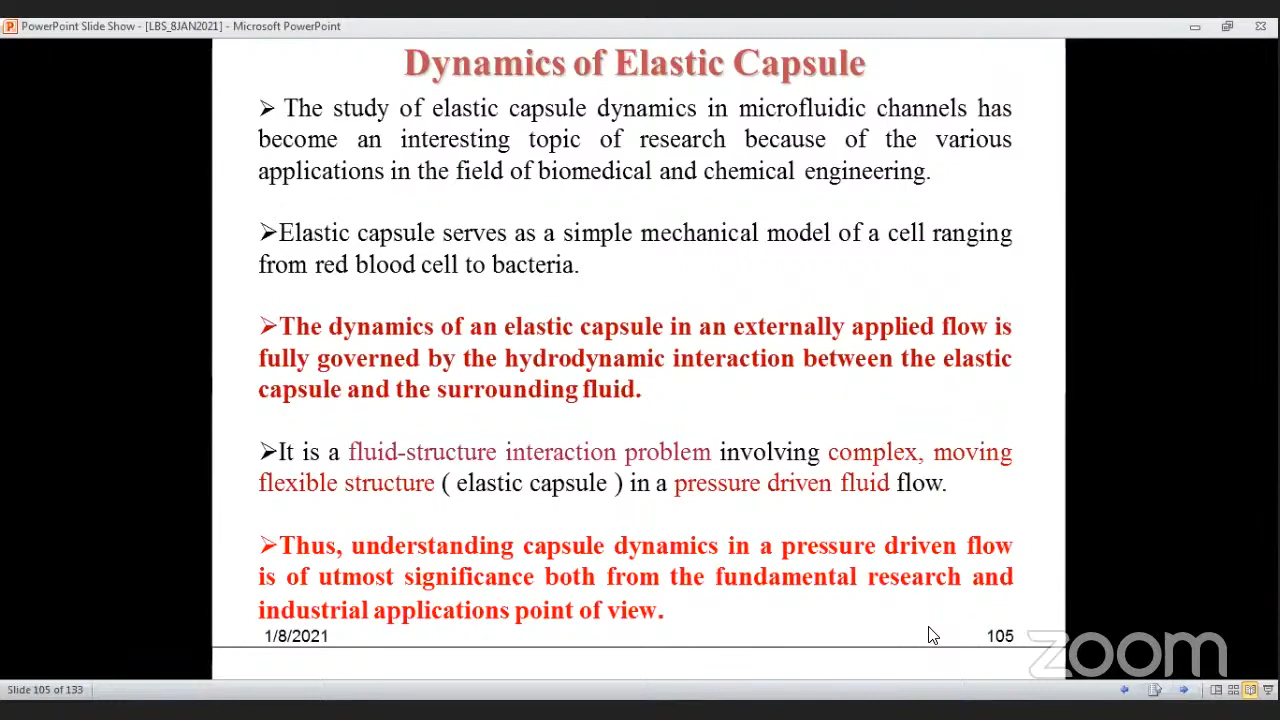 PowerPoint Slide Show - [LBS_8JAN2021] - Microsoft PowerPoint
Dynamics of Elastic Capsule
➢ The study of elastic capsule dynamics in microfluidic channels has
become an interesting topic of research because of the various
applications in the field of biomedical and chemical engineering.
➢Elastic capsule serves as a simple mechanical model of a cell ranging
from red blood cell to bacteria.
➢The dynamics of an elastic capsule in an externally applied flow is
fully governed by the hydrodynamic interaction between the elastic
capsule and the surrounding fluid.
➢It is a fluid-structure interaction problem involving complex, moving
flexible structure ( elastic capsule ) in a pressure driven fluid flow.
➢Thus, understanding capsule dynamics in a pressure driven flow
is of utmost significance both from the fundamental research and
industrial applications point of view.
1/8/2021
105
zoom
Slide 105 of 133